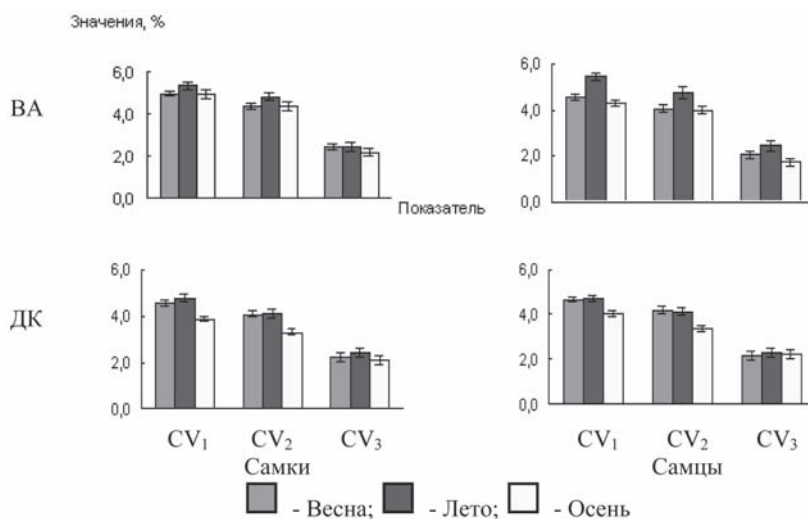 Значения, %
6,0
4,0
2,0
0,0
6,0
4,0
2,0
0,0
ВА
Показатель
6,0
4,0
2,0
0,0
6,0
4,0
2,0
0,0
ДК
CV₁ CV₂ CV₃
CV₁ CV₂ CV₃
Самки
Самцы
- Весна; - Лето; - Осень